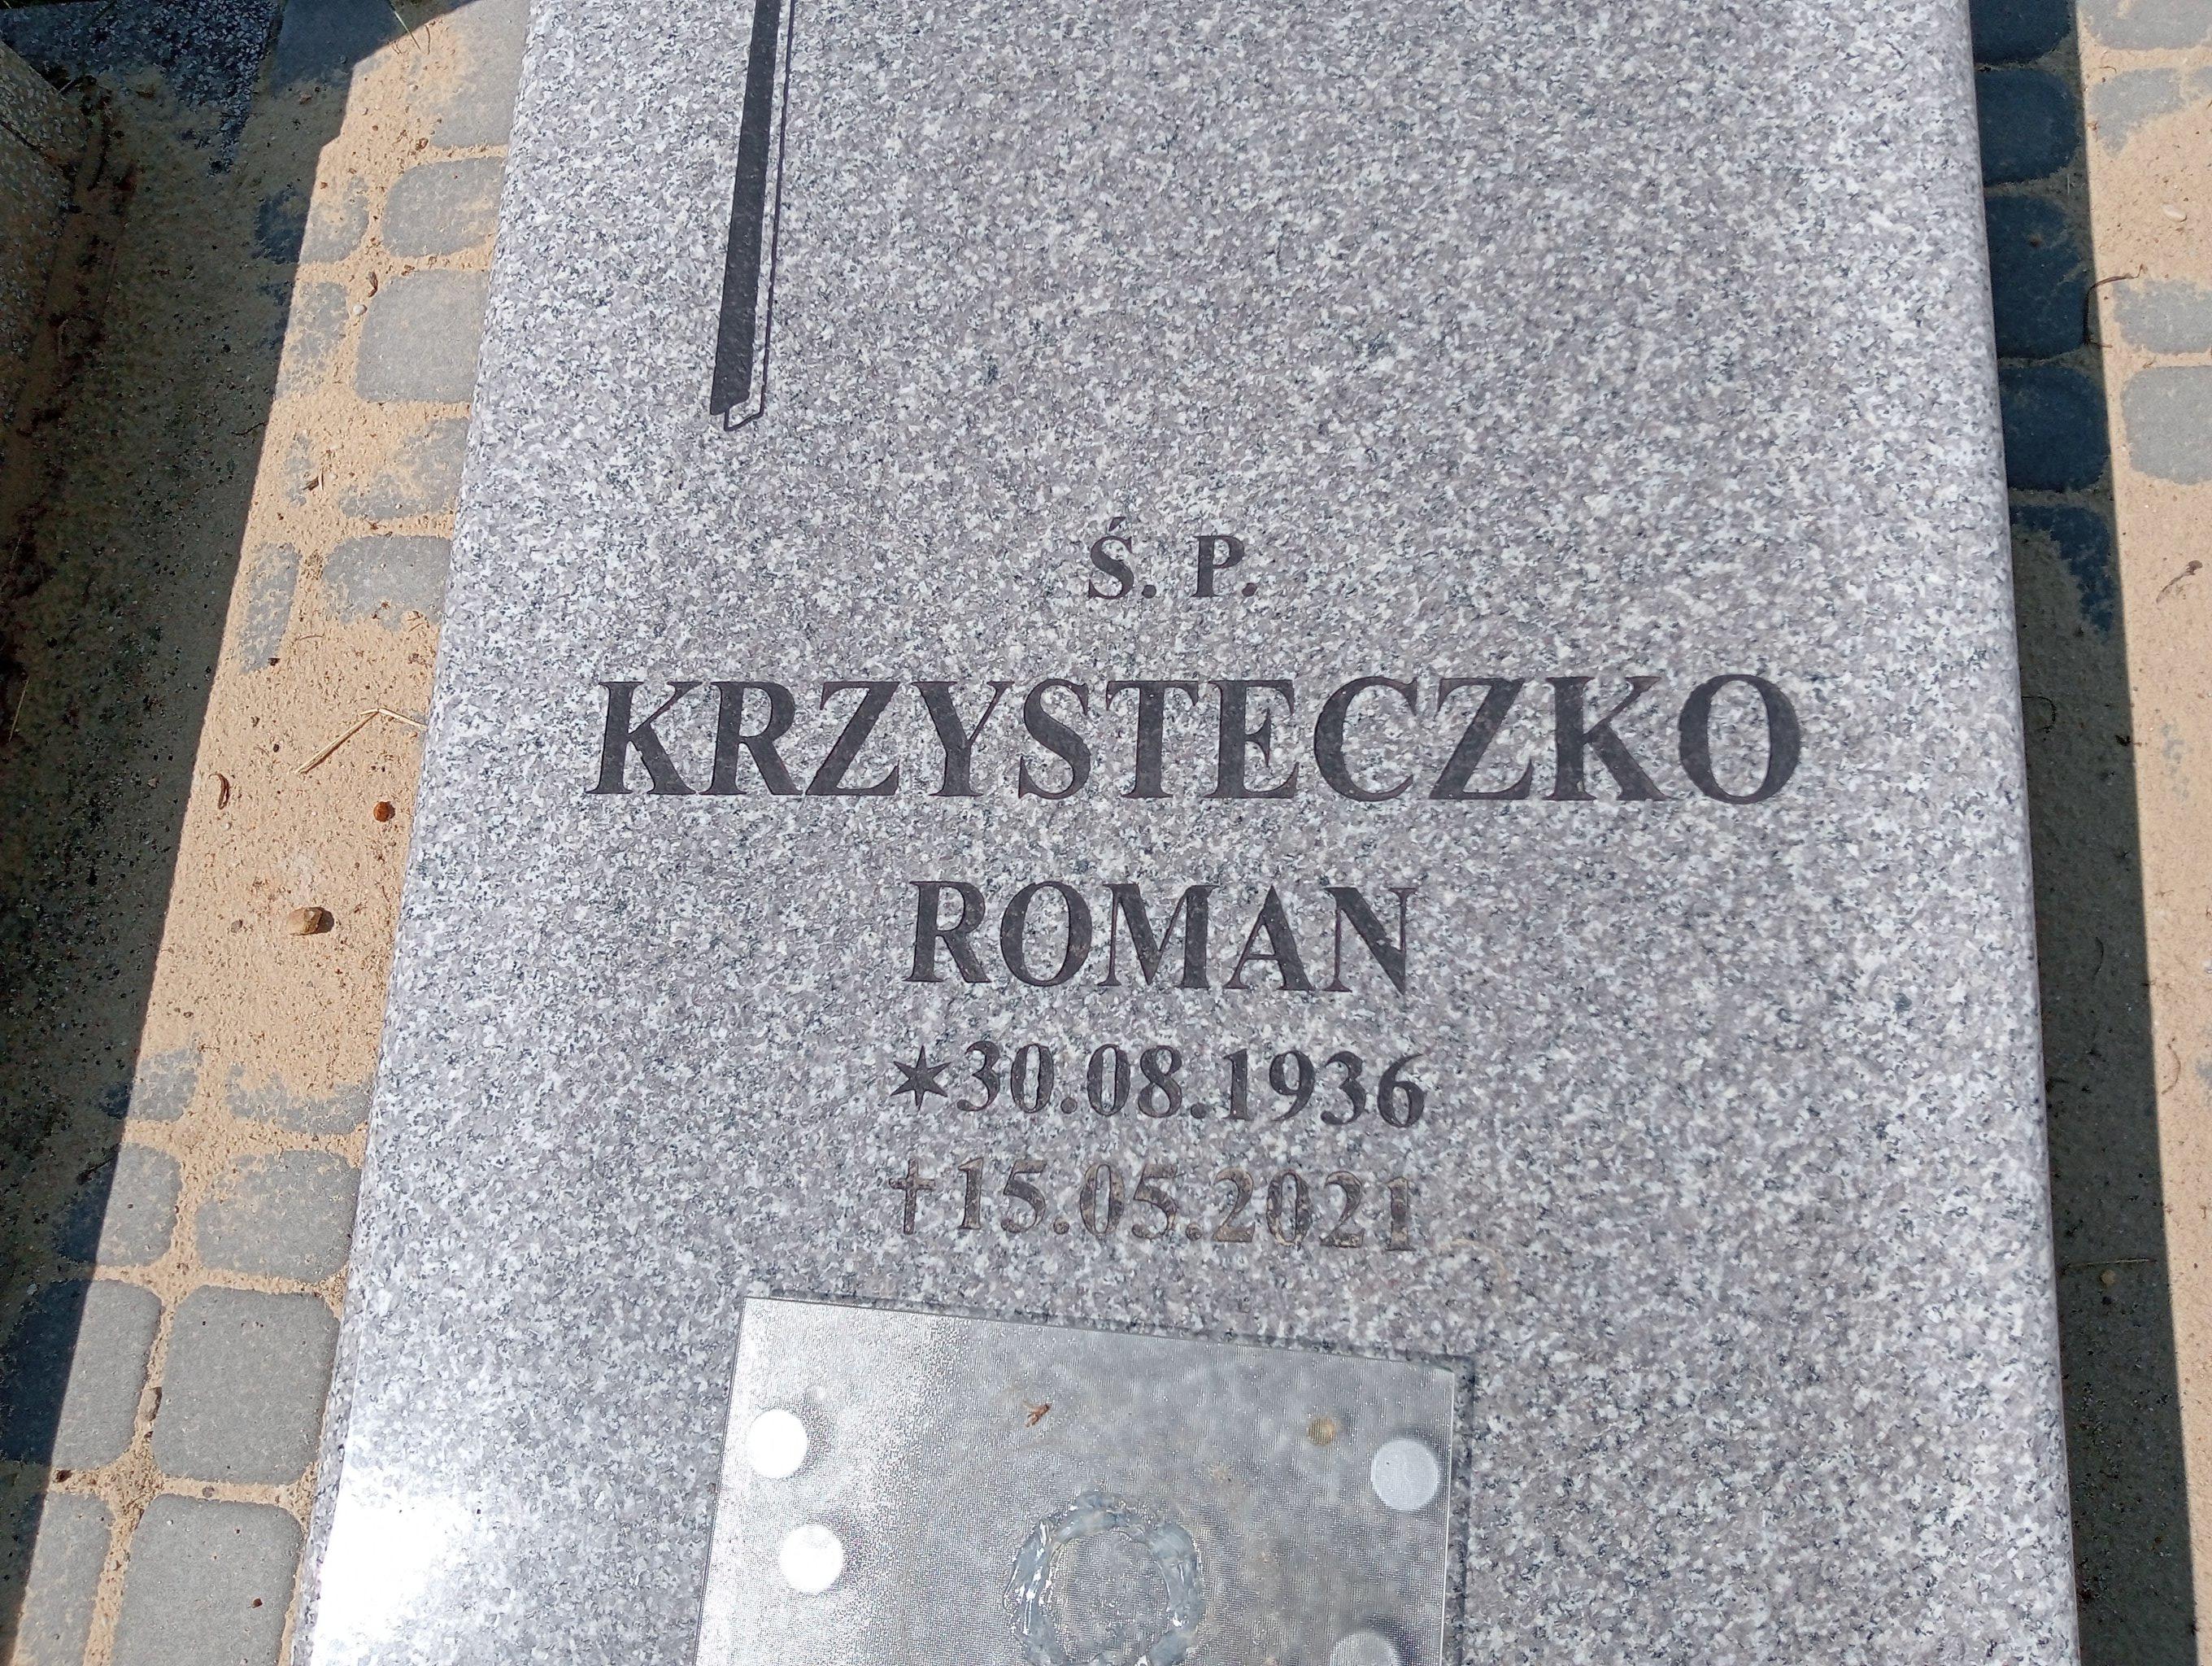 Ś. P.
KRZYSTECZKO
ROMAN
✶30.08.1936
†15.05.2021